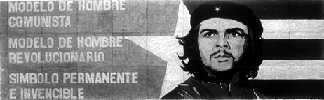 MODELO DE HOMBRE
COMUNISTA
MODELO DE HOMBRE
REVOLUCIONARIO
SIMBOLO PERMANENTE
E INVENCIBLE